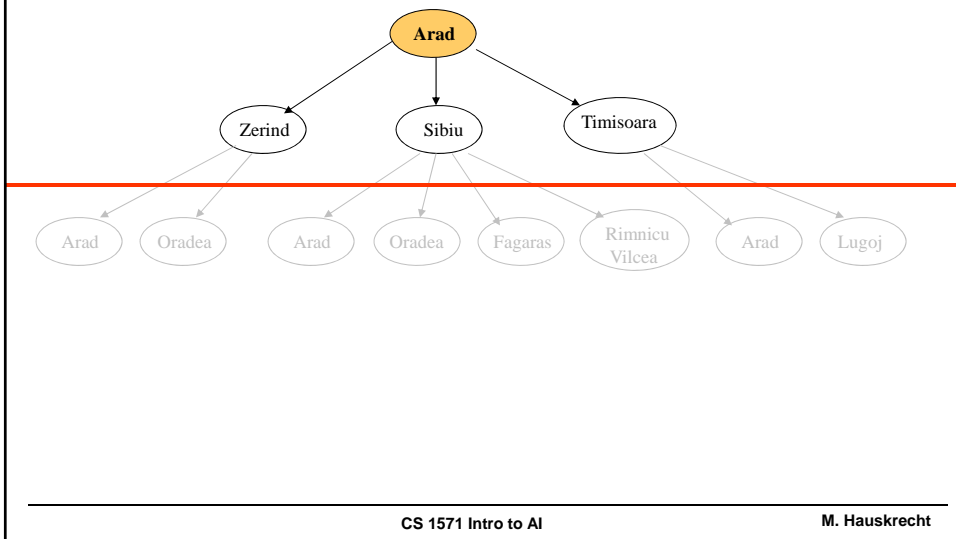 Arad
Zerind
Sibiu
Timisoara
Arad
Oradea
Arad
Oradea
Fagaras
Rimnicu
Vilcea
Arad
Lugoj
CS 1571 Intro to AI
M. Hauskrecht